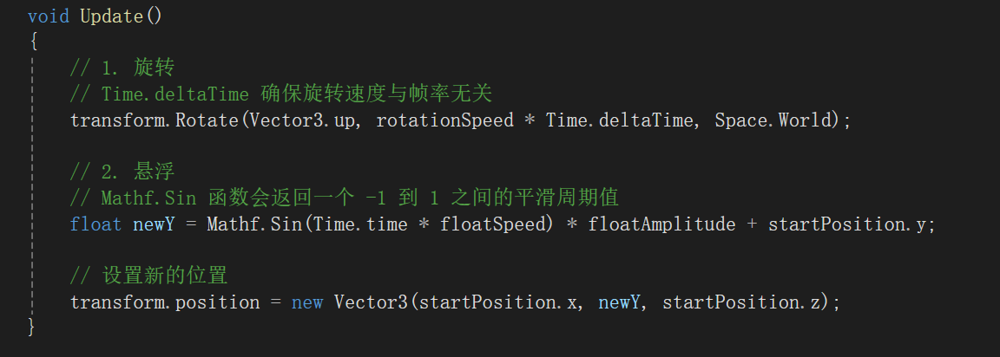 void Update()
{
// 1. 旋转
// Time.deltaTime 确保旋转速度与帧率无关
transform.Rotate(Vector3.up, rotationSpeed * Time.deltaTime, Space.World);
// 2. 悬浮
// Mathf.Sin 函数会返回一个 -1 到 1 之间的平滑周期值
float newY = Mathf.Sin(Time.time * floatSpeed) * floatAmplitude + startPosition.y;
// 设置新的位置
transform.position = new Vector3(startPosition.x, newY, startPosition.z);
}